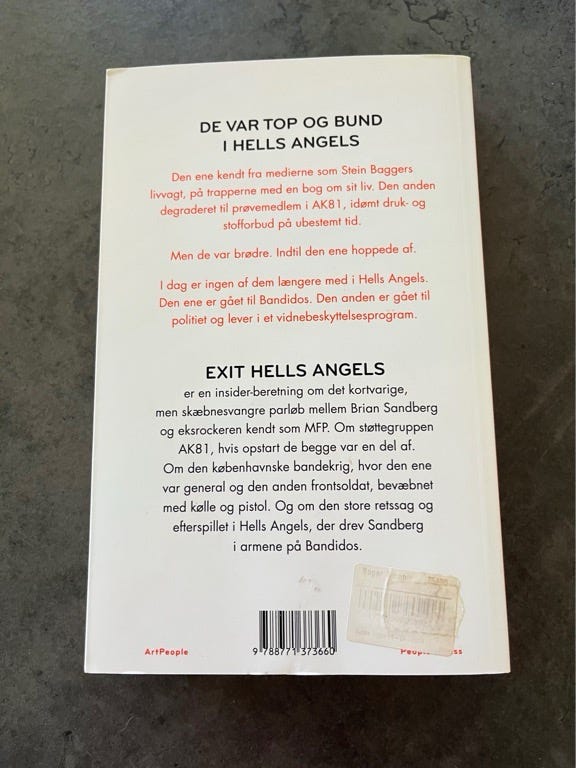 DE VAR TOP OG BUND
I HELLS ANGELS
Den ene kendt fra medierne som Stein Baggers
livvagt, på trapperne med en bog om sit liv. Den anden
degraderet til prøvemedlem i AK81, idømt druk- og
stofforbud på ubestemt tid.
Men de var brødre. Indtil den ene hoppede af.
I dag er ingen af dem længere med i Hells Angels.
Den ene er gået til Bandidos. Den anden er gået til
politiet og lever i et vidnebeskyttelsesprogram.
EXIT HELLS ANGELS
er en insider-beretning om det kortvarige,
men skæbnesvangre parløb mellem Brian Sandberg
og eksrockeren kendt som MFP. Om støttegruppen
AK81, hvis opstart de begge var en del af.
Om den københavnske bandekrig, hvor den ene
var general og den anden frontsoldat, bevæbnet
med kølle og pistol. Og om den store retssag og
efterspillet i Hells Angels, der drev Sandberg
i armene på Bandidos.
9 788771 373660
ArtPeople